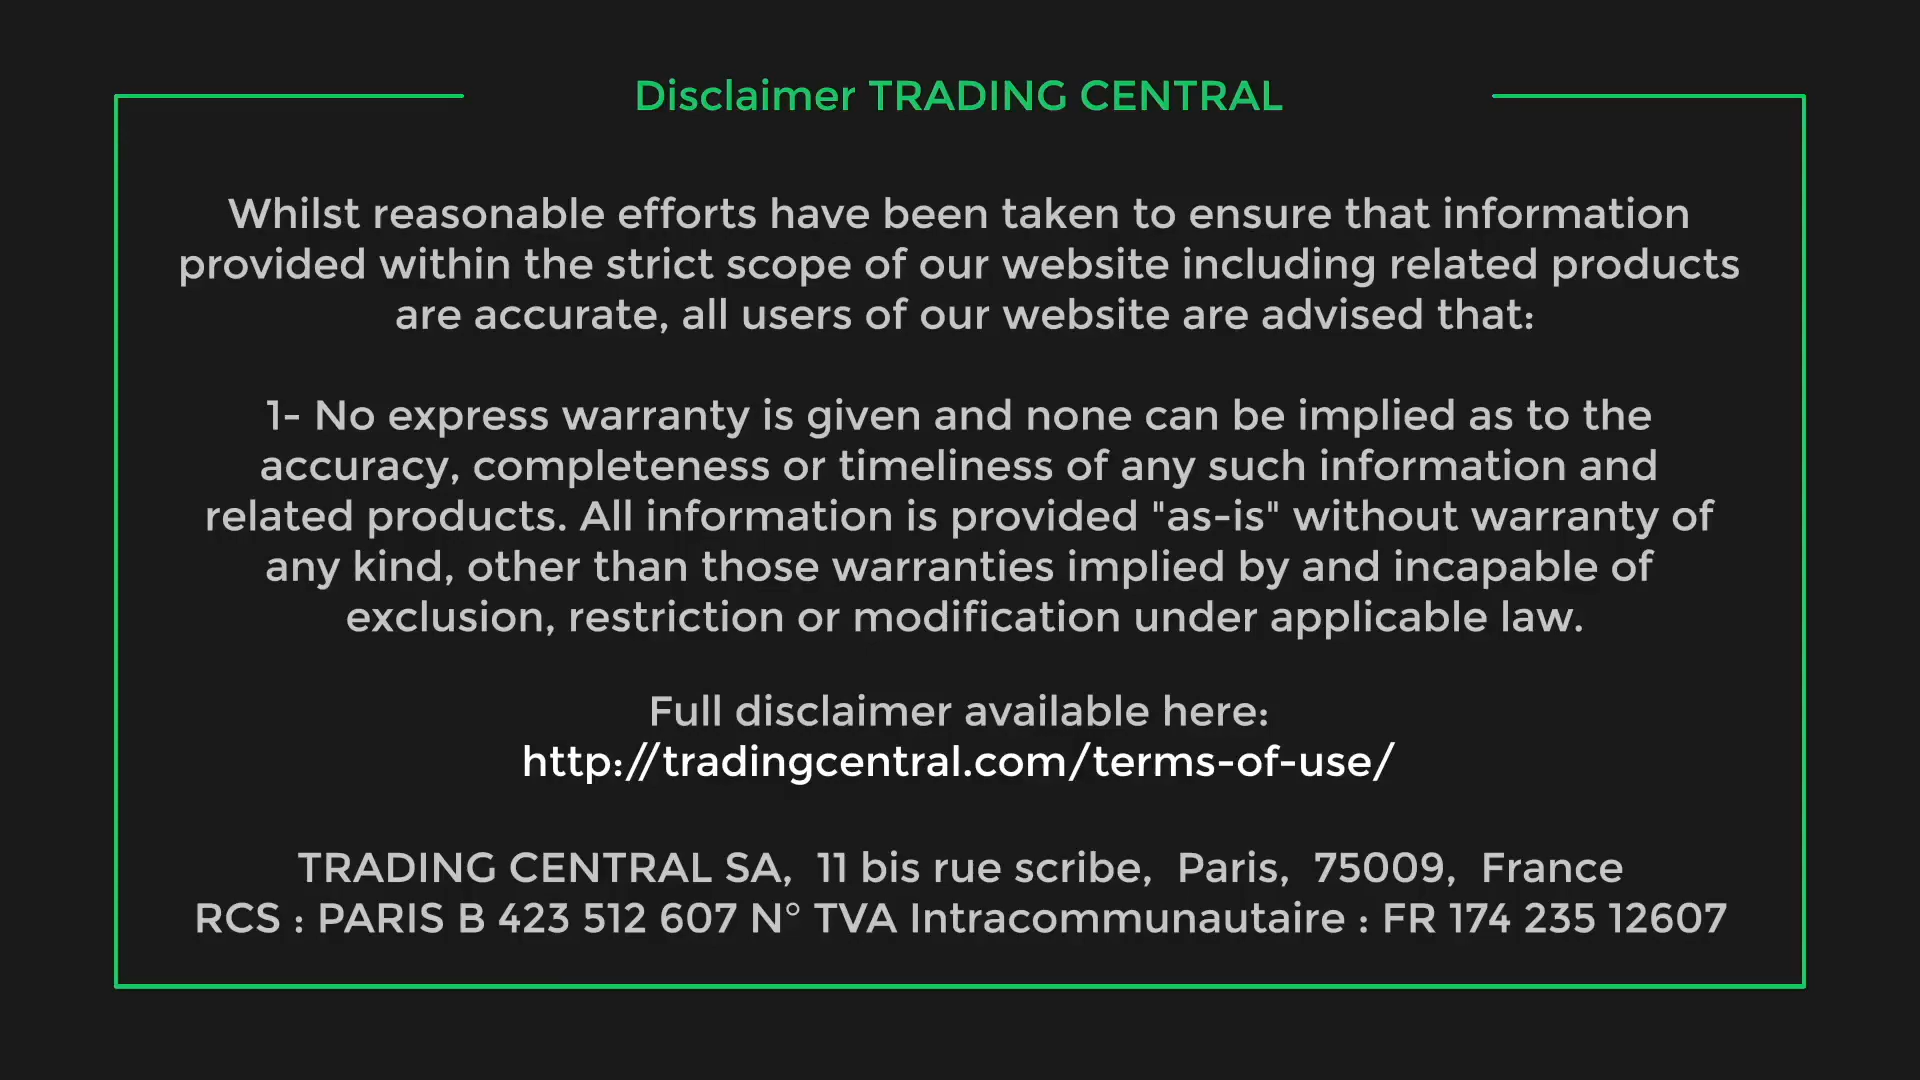 Disclaimer TRADING CENTRAL
Whilst reasonable efforts have been taken to ensure that information
provided within the strict scope of our website including related products
are accurate, all users of our website are advised that:
1- No express warranty is given and none can be implied as to the
accuracy, completeness or timeliness of any such information and
related products. All information is provided "as-is" without warranty of
any kind, other than those warranties implied by and incapable of
exclusion, restriction or modification under applicable law.
Full disclaimer available here:
http://tradingcentral.com/terms-of-use/
TRADING CENTRAL SA,  11 bis rue scribe,  Paris,  75009,  France
RCS : PARIS B 423 512 607 N° TVA Intracommunautaire : FR 174 235 12607